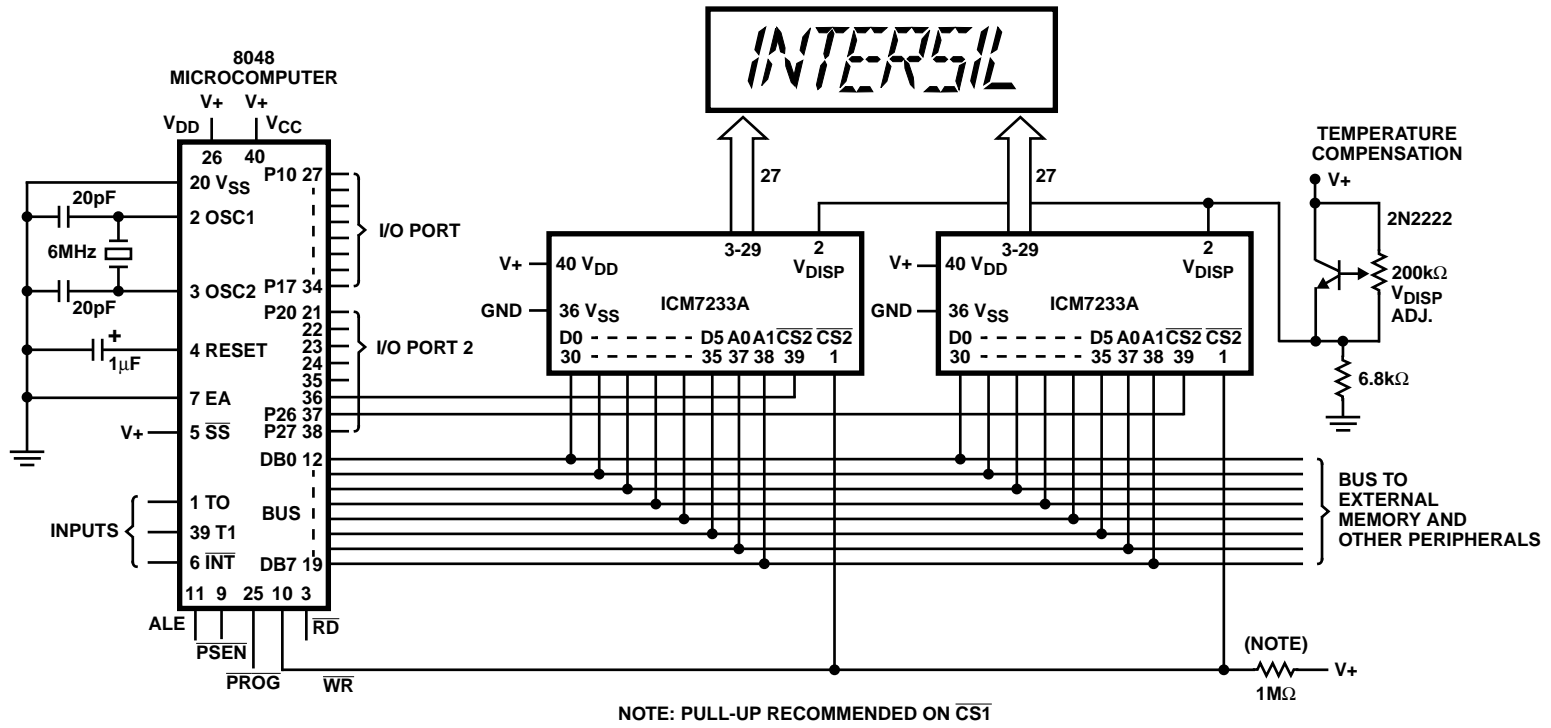 INTERSIL
8048
MICROCOMPUTER
V+ V+
VDD VCC
26 40
20 VSS
P10 27
20pF
2 OSC1
6MHz
I/O PORT
3 OSC2
P17 34
20pF
P20 21
22
23
24
35
36
P26 37
P27 38
I/O PORT 2
4 RESET
+
1μF
7 EA
V+
5 SS
DB0 12
1 TO
BUS
INPUTS
39 T1
6 INT
DB7 19
11 9 25 10 3
ALE
RD
PSEN
PROG
WR
27
27
3-29 2
V+
40 VDD
VDISP
ICM7233A
GND
36 VSS
D0 - - - - - - - D5 A0 A1 CS2 CS2
30 - - - - - - - 35 37 38 39 1
3-29 2
V+
40 VDD
VDISP
ICM7233A
GND
36 VSS
D0 - - - - - - - D5 A0 A1 CS2 CS2
30 - - - - - - - 35 37 38 39 1
TEMPERATURE
COMPENSATION
V+
2N2222
200kΩ
VDISP
ADJ.
6.8kΩ
BUS TO
EXTERNAL
MEMORY AND
OTHER PERIPHERALS
(NOTE)
V+
1MΩ
NOTE: PULL-UP RECOMMENDED ON CS1